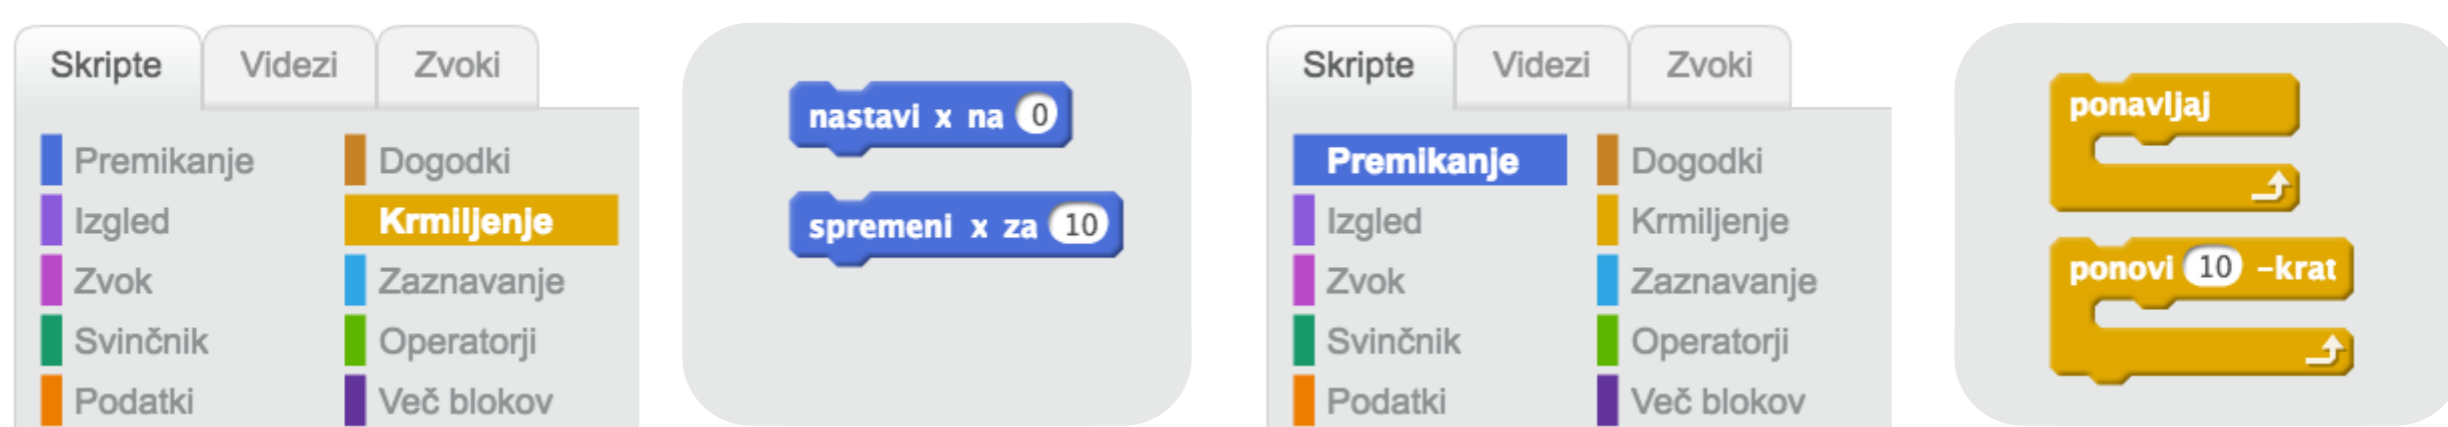 Skripte Videzi Zvoki
Premikanje Dogodki
Izgled Krmiljenje
Zvok Zaznavanje
Svinčnik Operatorji
Podatki Več blokov
nastavi x na 0
spremeni x za 10
Skripte Videzi Zvoki
Premikanje Dogodki
Izgled Krmiljenje
Zvok Zaznavanje
Svinčnik Operatorji
Podatki Več blokov
ponavljaj
ponovi 10 -krat